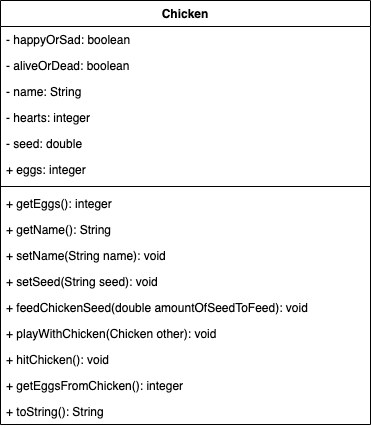 Chicken
- happyOrSad: boolean
- aliveOrDead: boolean
- name: String
- hearts: integer
- seed: double
+ eggs: integer
+ getEggs(): integer
+ getName(): String
+ setName(String name): void
+ setSeed(String seed): void
+ feedChickenSeed(double amountOfSeedToFeed): void
+ playWithChicken(Chicken other): void
+ hitChicken(): void
+ getEggsFromChicken(): integer
+ toString(): String